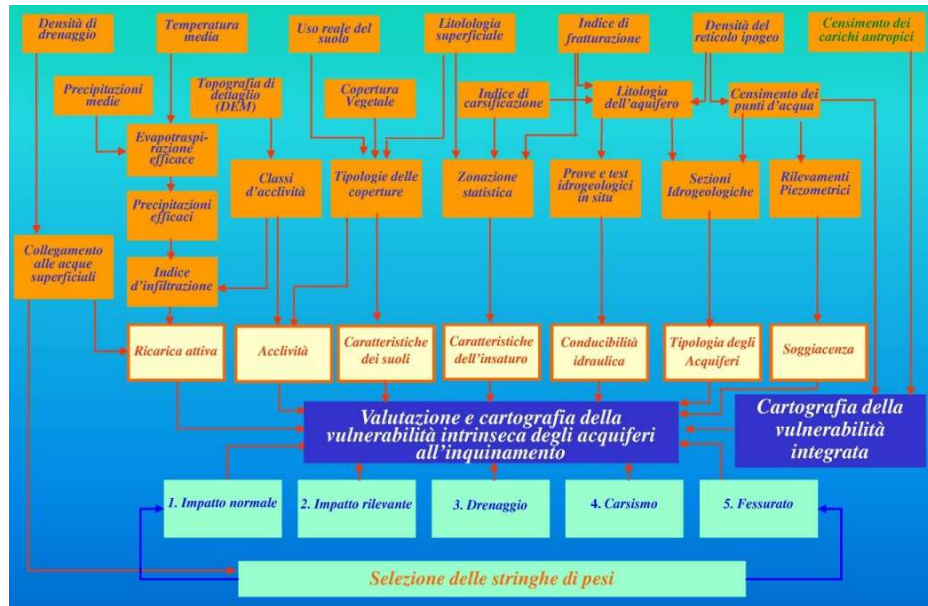 Densità di
drenaggio
Temperatura
media
Uso reale del
suolo
Litolologia
superficiale
Indice di
fratturazione
Densità del
reticolo ipogeo
Censimento dei
carichi antropici
Precipitazioni
medie
Topografia di
dettaglio
(DEM)
Copertura
Vegetale
Indice di
carsificazione
Litologia
dell'aquifero
Censimento dei
punti d'acqua
Evapotraspi-
razione
efficace
Classi
d'acclività
Tipologie delle
coperture
Zonazione
statistica
Prove e test
idrogeologici
in situ
Sezioni
Idrogeologiche
Rilevamenti
Piezometrici
Precipitazioni
efficaci
Collegamento
alle acque
superficiali
Indice
d'infiltrazione
Ricarica attiva
Acclività
Caratteristiche
dei suoli
Caratteristiche
dell'insaturo
Conducibilità
idraulica
Tipologia degli
Acquiferi
Soggiacenza
Valutazione e cartografia della
vulnerabilità intrinseca degli acquiferi
all'inquinamento
Cartografia della
vulnerabilità
integrata
1. Impatto normale
2. Impatto rilevante
3. Drenaggio
4. Carsismo
5. Fessurato
Selezione delle stringhe di pesi